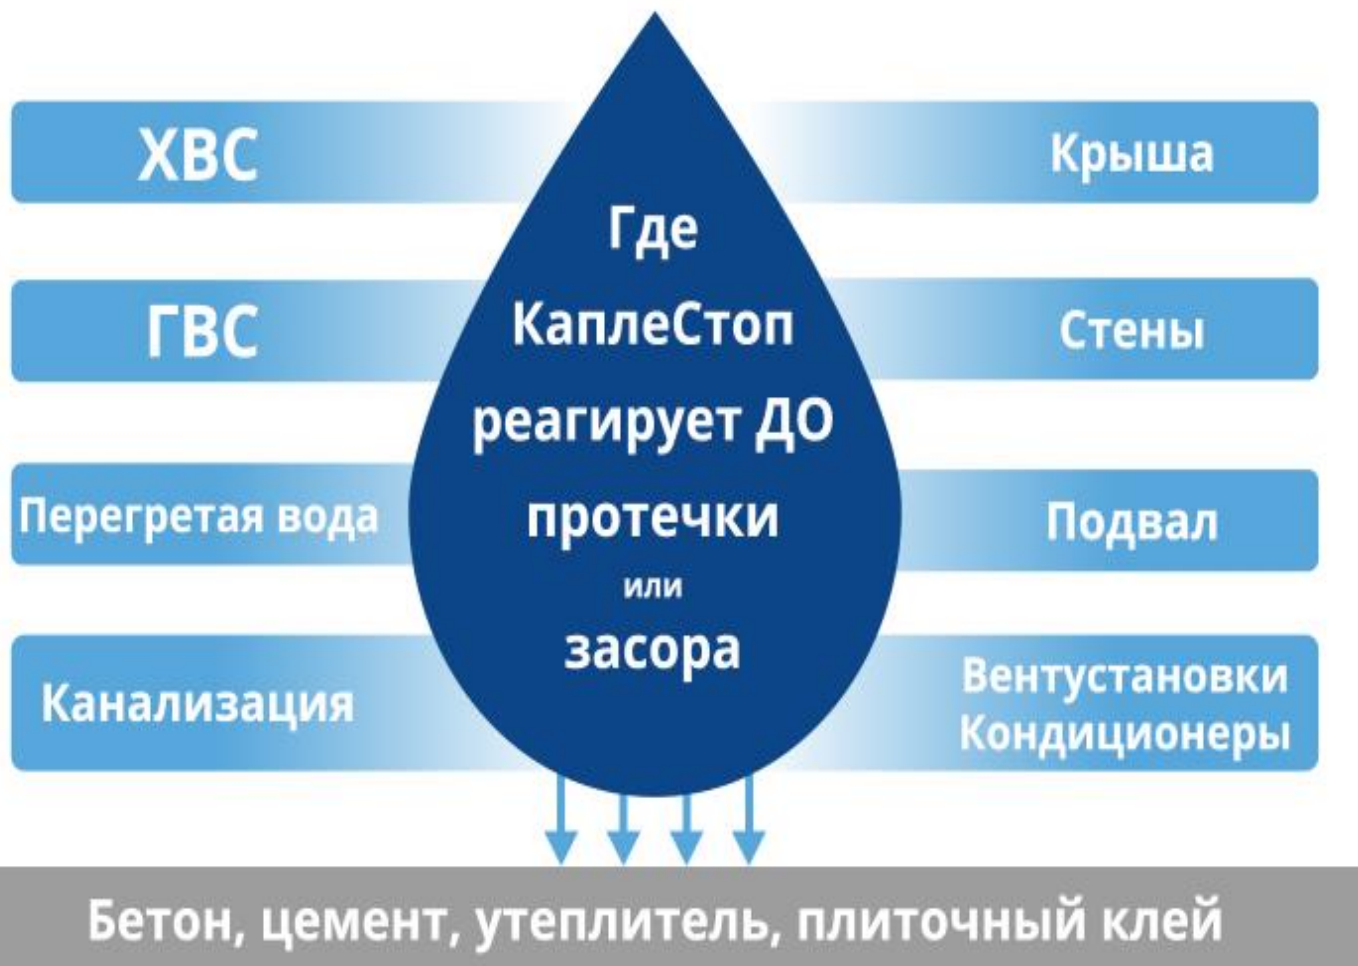 ХВС
ГВС
Перегретая вода
Канализация
Где
КаплеСтоп
реагирует ДО
протечки
или
засора
Крыша
Стены
Подвал
Вентустановки
Кондиционеры
Бетон, цемент, утеплитель, плиточный клей